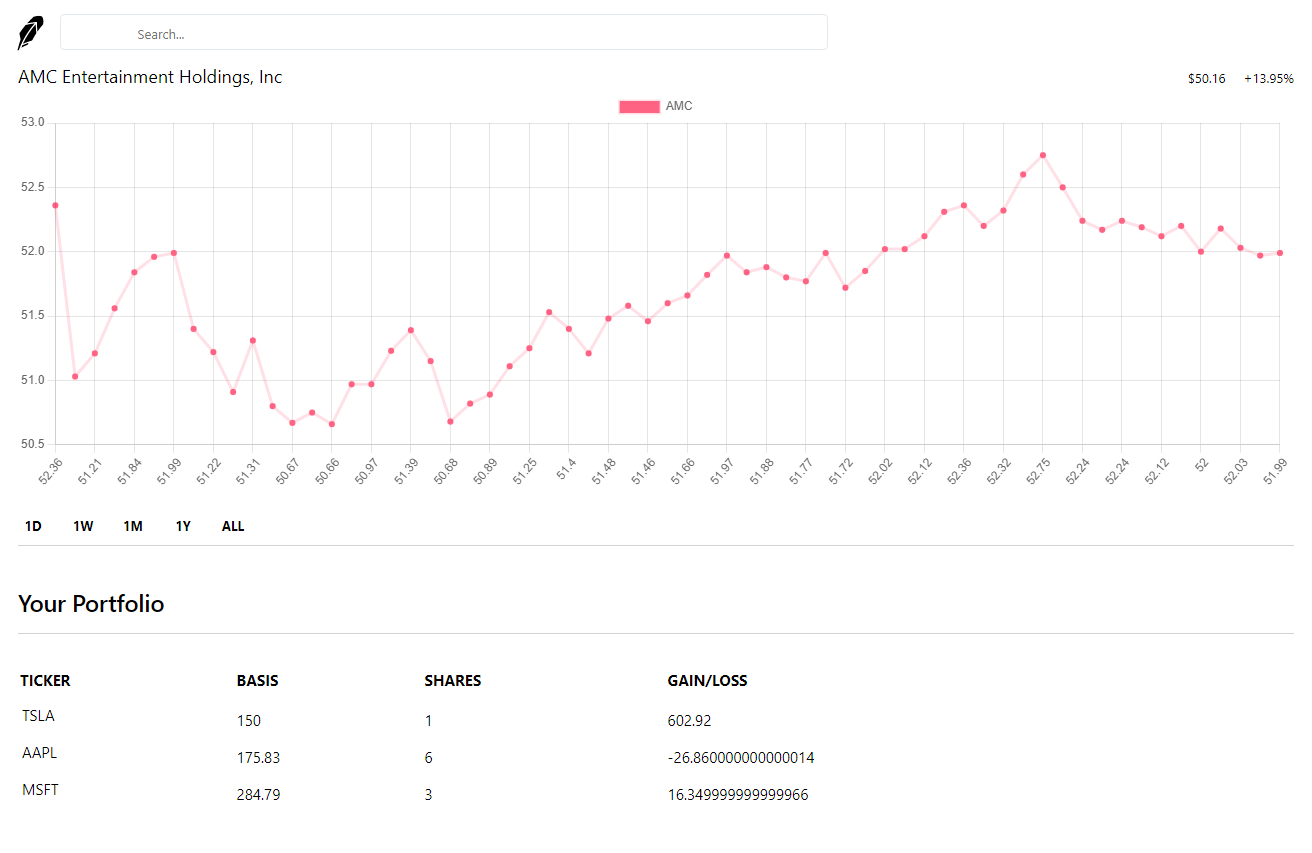 Search...
AMC Entertainment Holdings, Inc $50.16 +13.95%
AMC
53.0
52.5
52.0
51.5
51.0
50.5
52.36 51.21 51.84 51.99 51.22 51.31 50.67 50.66 50.97 51.39 50.68 50.89 51.25 51.4 51.48 51.46 51.66 51.97 51.88 51.77 51.72 52.02 52.12 52.36 52.32 52.75 52.24 52.24 52.12 52 52.03 51.99
1D 1W 1M 1Y ALL
Your Portfolio
TICKER BASIS SHARES GAIN/LOSS
TSLA 150 1 602.92
AAPL 175.83 6 -26.860000000000014
MSFT 284.79 3 16.349999999999966